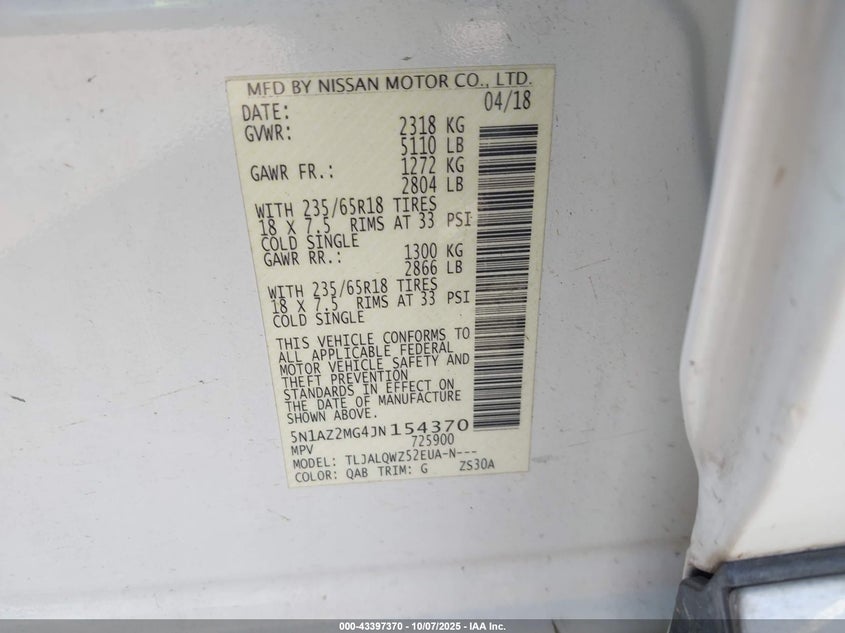 MFD BY NISSAN MOTOR CO., LTD.
DATE: 04/18
GVWR: 2318 KG
5110 LB
GAWR FR.: 1272 KG
2804 LB
WITH 235/65R18 TIRES
18 X 7.5 RIMS AT 33 PSI
COLD SINGLE
GAWR RR.: 1300 KG
2866 LB
WITH 235/65R18 TIRES
18 X 7.5 RIMS AT 33 PSI
COLD SINGLE
THIS VEHICLE CONFORMS TO
ALL APPLICABLE FEDERAL
MOTOR VEHICLE SAFETY AND
THEFT PREVENTION
STANDARDS IN EFFECT ON
THE DATE OF MANUFACTURE
SHOWN ABOVE.
5N1AZ2MG4JN154370
MPV 725900
MODEL: TLJALQWZ52EUA-N---
COLOR: QAB TRIM: G ZS30A
000-43397370 - 10/07/2025 - IAA Inc.